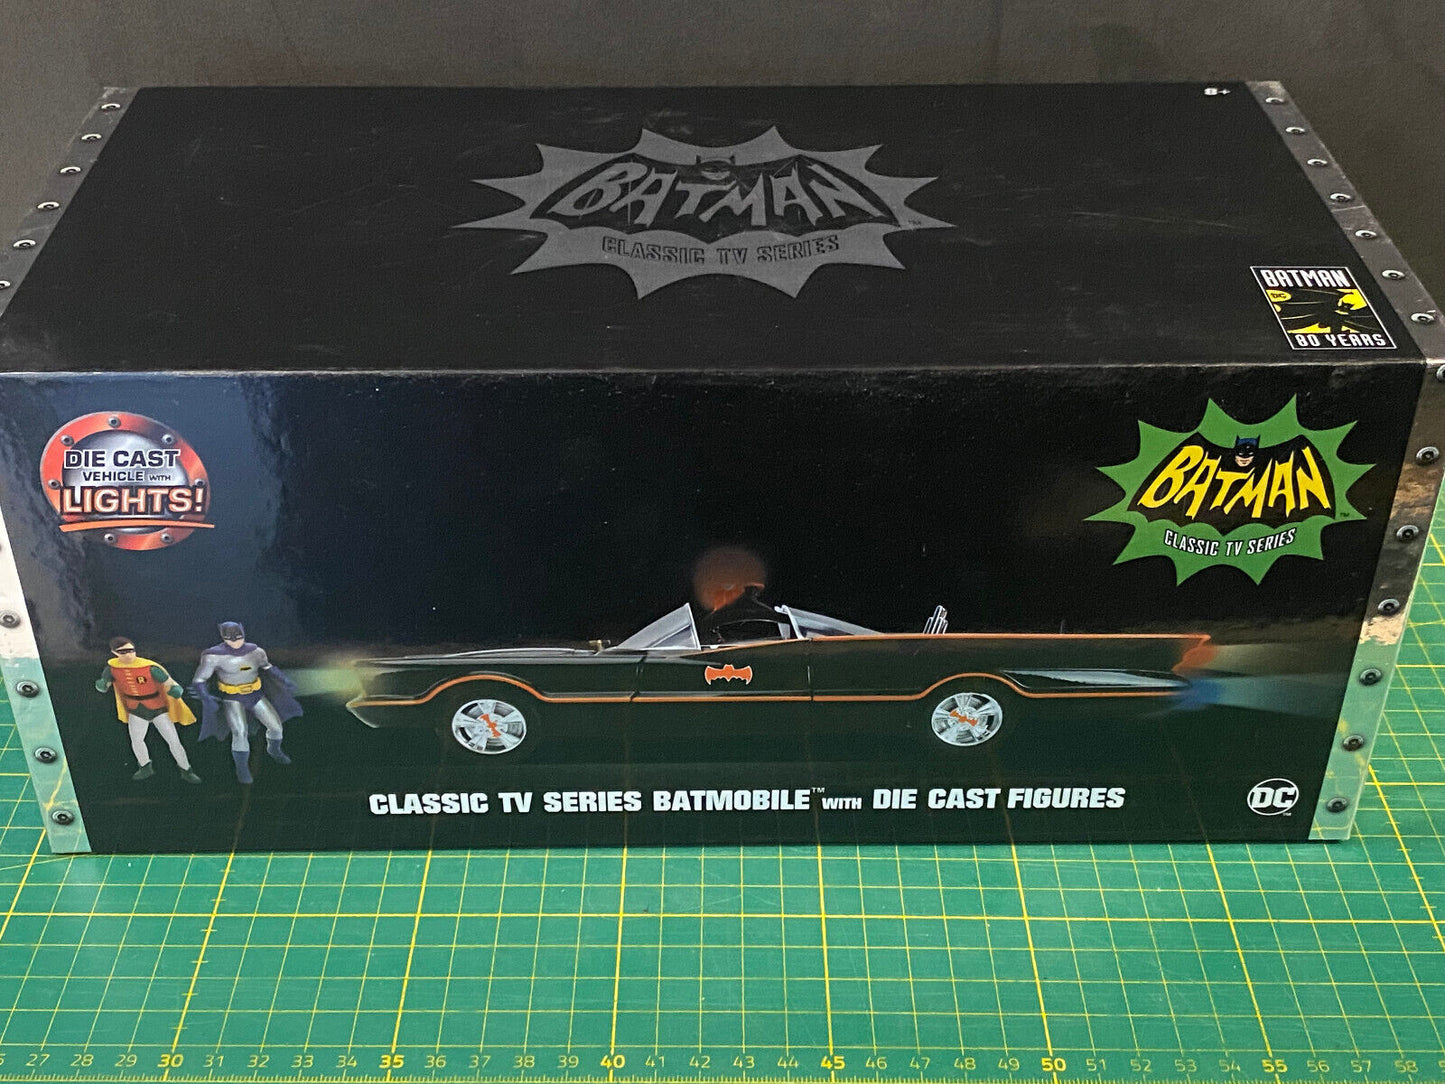 8+
BATMAN
CLASSIC TV SERIES
BATMAN
DC
80 YEARS
DIE CAST
VEHICLE WITH
LIGHTS!
BATMAN™
CLASSIC TV SERIES
R
CLASSIC TV SERIES BATMOBILE™ WITH DIE CAST FIGURES
DC™
27 28 29 30 31 32 33 34 35 36 37 38 39 40 41 42 43 44 45 46 47 48 49 50 51 52 53 54 55 56 57 58